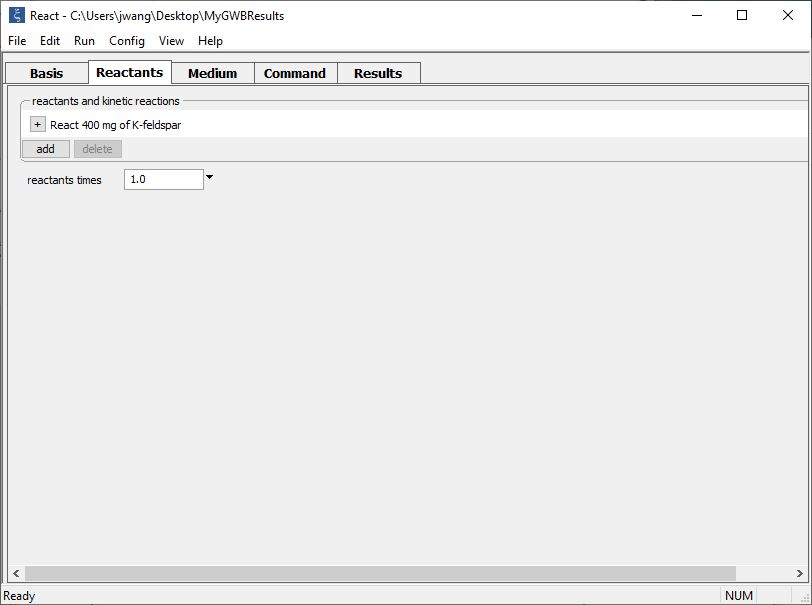 React - C:\Users\jwang\Desktop\MyGWBResults
File Edit Run Config View Help
Basis Reactants Medium Command Results
reactants and kinetic reactions
+ React 400 mg of K-feldspar
add delete
reactants times 1.0
Ready NUM